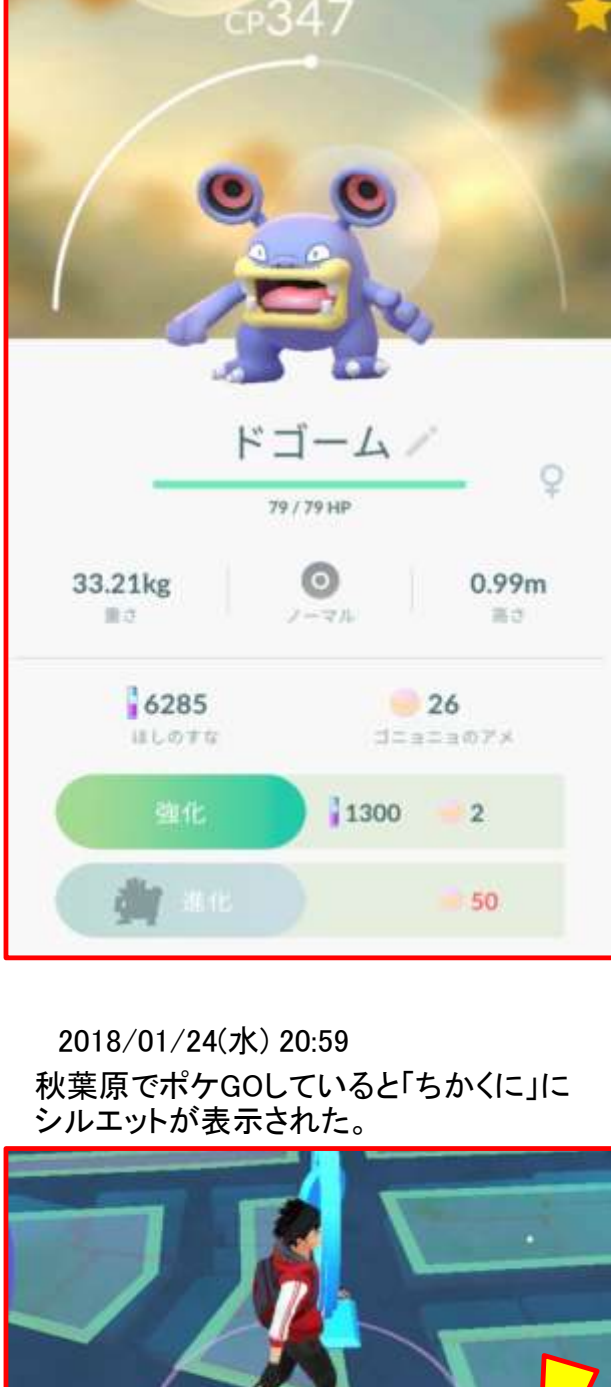 CP347
ドゴーム
♀
79 / 79 HP
33.21kg
0.99m
重さ
ノーマル
高さ
6285
26
ほしのすな
ゴニョニョのアメ
強化
1300
2
進化
50
2018/01/24(水) 20:59
秋葉原でポケGOしていると「ちかくに」に
シルエットが表示された。